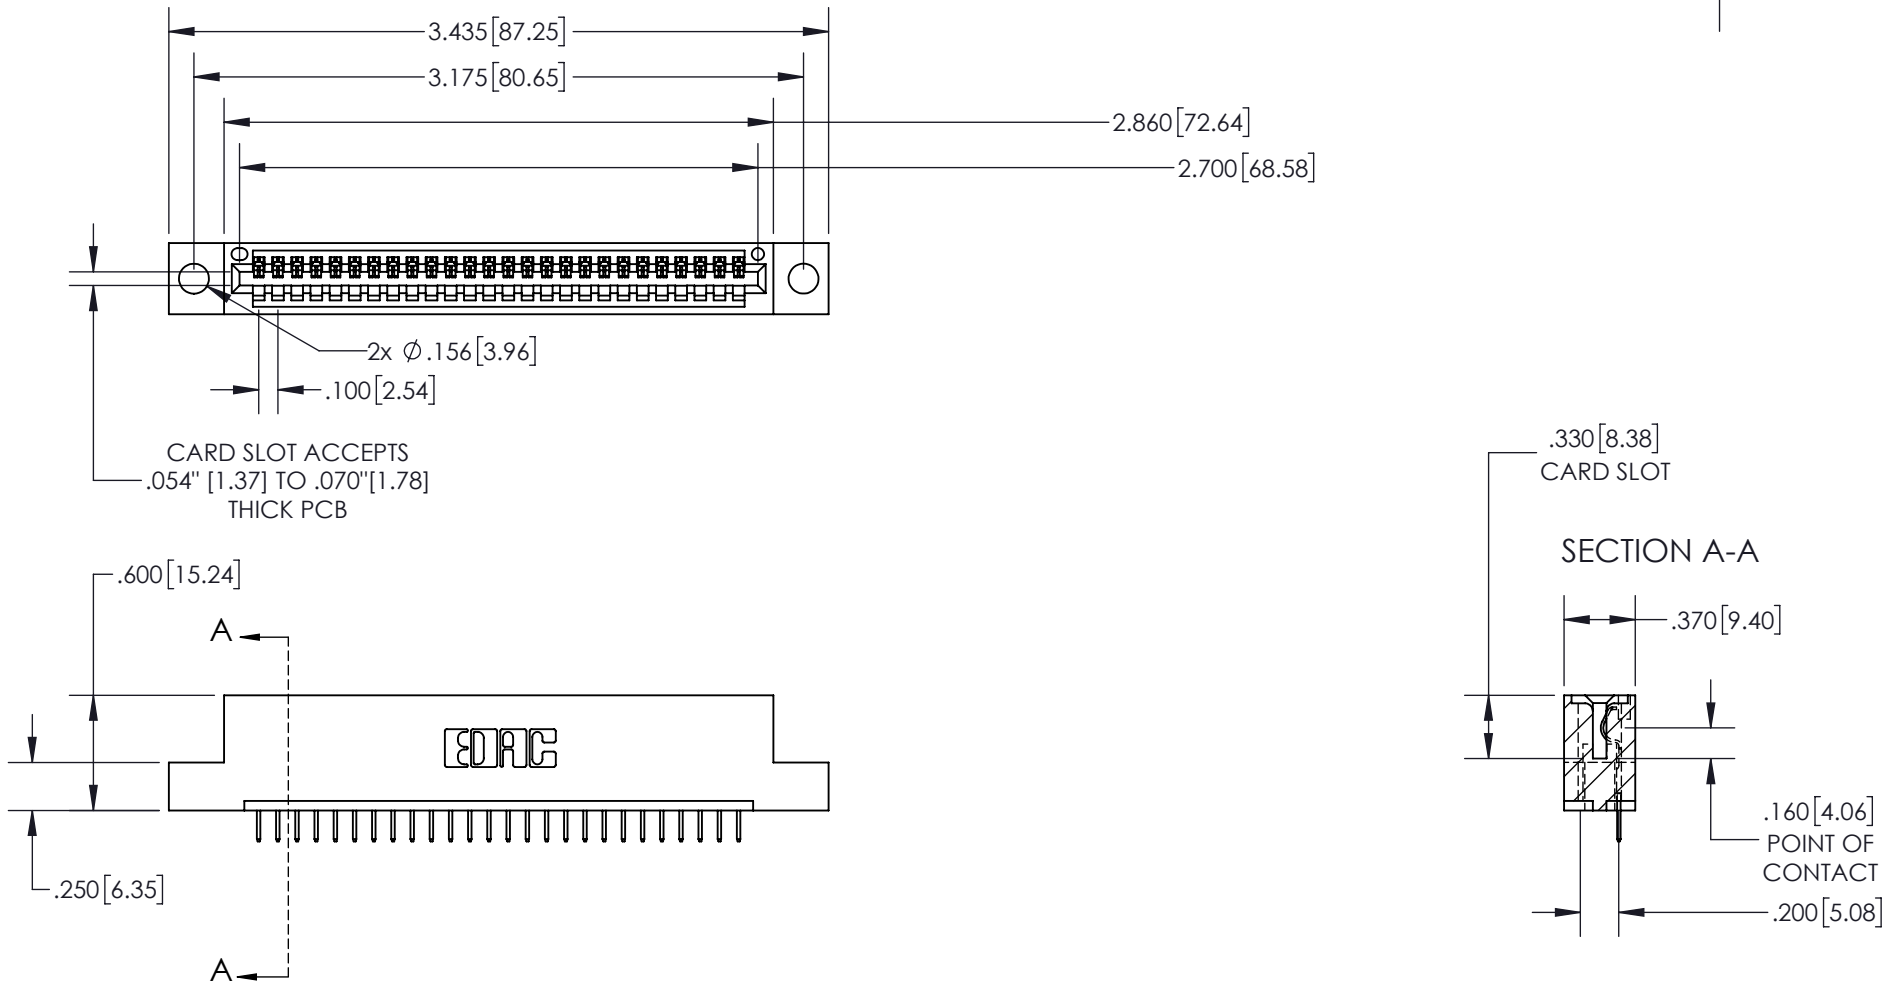 3.435[87.25]
3.175[80.65]
2.860[72.64]
2.700[68.58]
2x Ø.156[3.96]
.100[2.54]
CARD SLOT ACCEPTS
.054" [1.37] TO .070"[1.78]
THICK PCB
.330[8.38]
CARD SLOT
SECTION A-A
.600[15.24]
.370[9.40]
A
EDAC
.160[4.06]
POINT OF
CONTACT
.250[6.35]
.200[5.08]
A